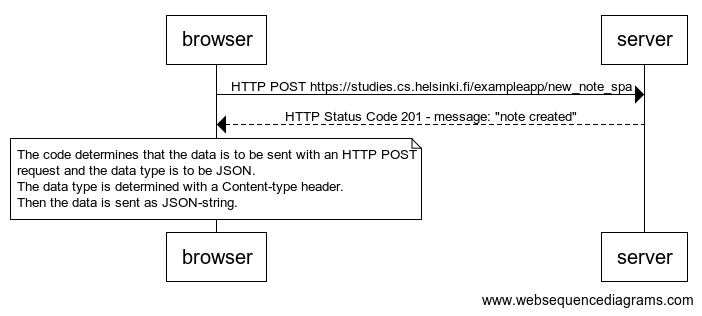 browser
server
HTTP POST https://studies.cs.helsinki.fi/exampleapp/new_note_spa
HTTP Status Code 201 - message: "note created"
The code determines that the data is to be sent with an HTTP POST
request and the data type is to be JSON.
The data type is determined with a Content-type header.
Then the data is sent as JSON-string.
browser
server
www.websequencediagrams.com